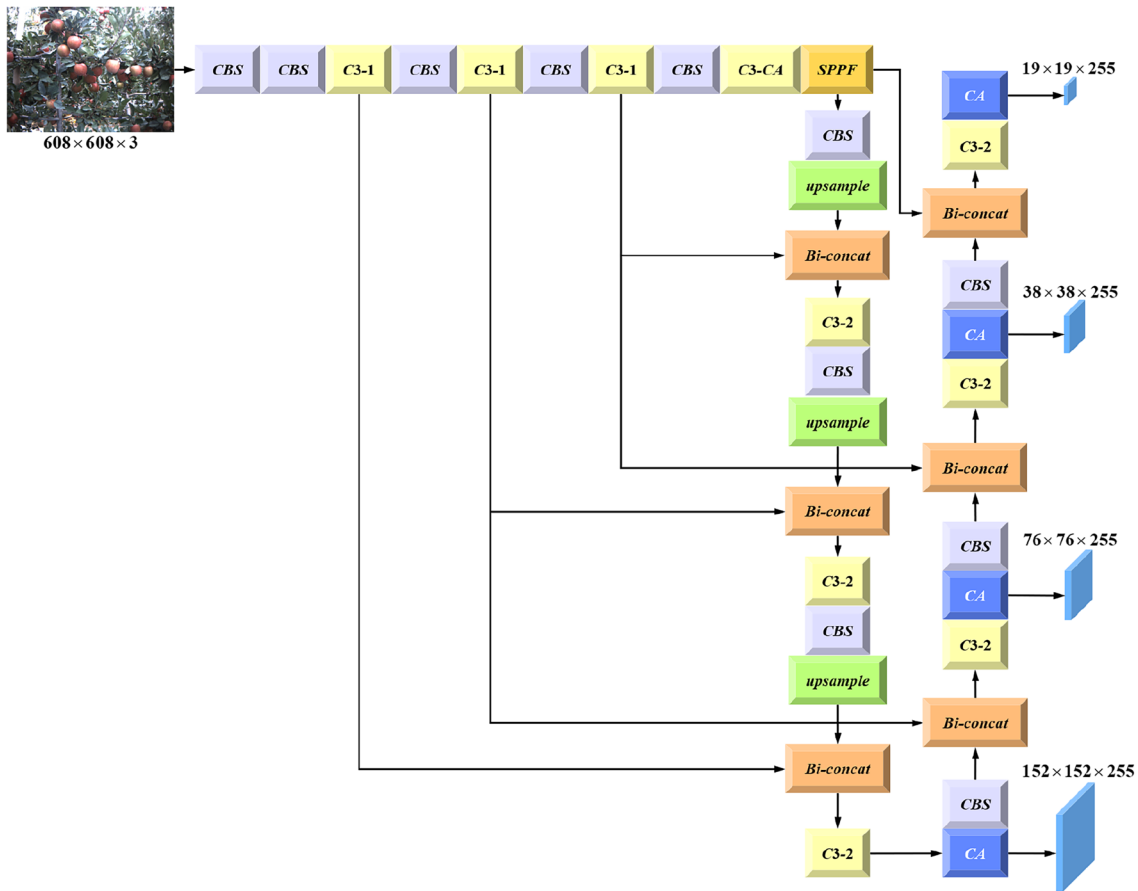 CBS CBS C3-1 CBS C3-1 CBS C3-1 CBS C3-CA SPPF
608×608×3
CBS
upsample
Bi-concat
C3-2
CBS
upsample
Bi-concat
C3-2
CBS
upsample
Bi-concat
C3-2
19×19×255
CA
C3-2
Bi-concat
CBS
38×38×255
CA
C3-2
Bi-concat
CBS
76×76×255
CA
C3-2
Bi-concat
152×152×255
CBS
CA